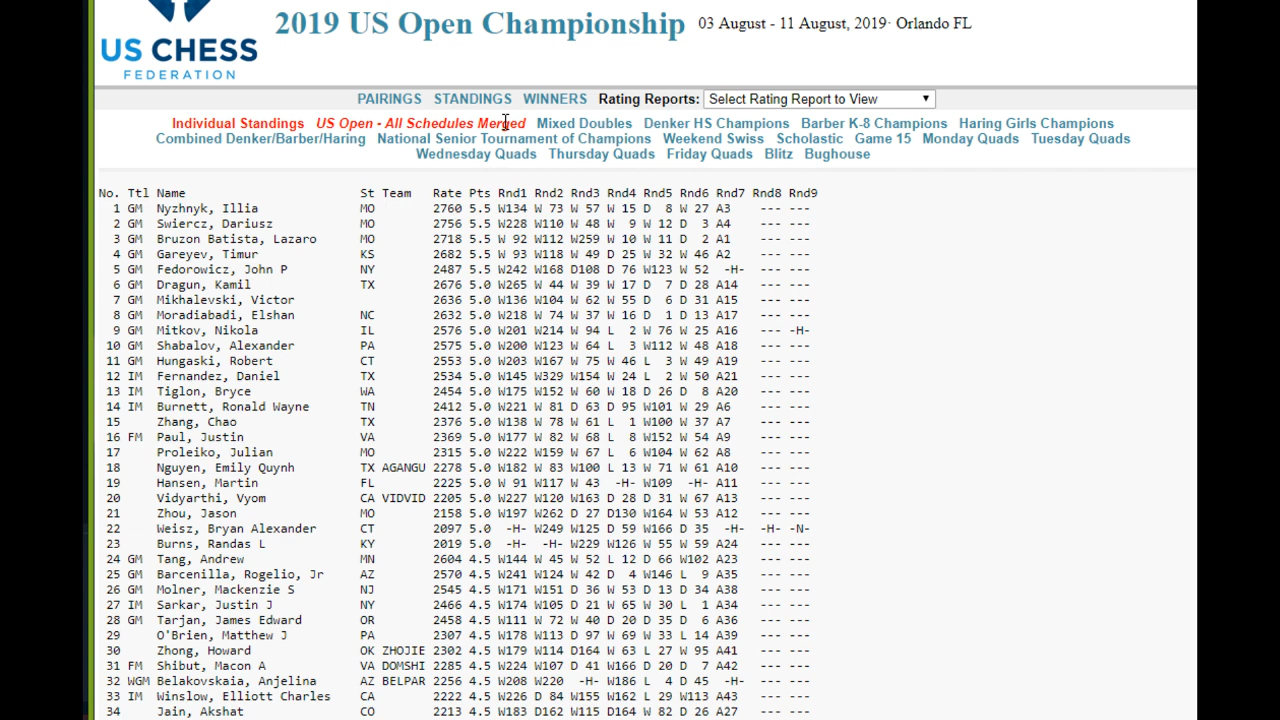 US CHESS
FEDERATION
2019 US Open Championship 03 August - 11 August, 2019· Orlando FL
PAIRINGS STANDINGS WINNERS Rating Reports: Select Rating Report to View
Individual Standings US Open - All Schedules Merged Mixed Doubles Denker HS Champions Barber K-8 Champions Haring Girls Champions
Combined Denker/Barber/Haring National Senior Tournament of Champions Weekend Swiss Scholastic Game 15 Monday Quads Tuesday Quads
Wednesday Quads Thursday Quads Friday Quads Blitz Bughouse
No. Ttl Name St Team Rate Pts Rnd1 Rnd2 Rnd3 Rnd4 Rnd5 Rnd6 Rnd7 Rnd8 Rnd9
1 GM Nyzhnyk, Illia MO 2760 5.5 W134 W 73 W 57 W 15 D 8 W 27 A3 --- ---
2 GM Swiercz, Dariusz MO 2756 5.5 W228 W110 W 48 W 9 W 12 D 3 A4 --- ---
3 GM Bruzon Batista, Lazaro MO 2718 5.5 W 92 W112 W259 W 10 W 11 D 2 A1 --- ---
4 GM Gareyev, Timur KS 2682 5.5 W 93 W118 W 49 D 25 W 32 W 46 A2 --- ---
5 GM Fedorowicz, John P NY 2487 5.5 W242 W168 D108 D 76 W123 W 52 -H- --- ---
6 GM Dragun, Kamil TX 2676 5.0 W265 W 44 W 39 W 17 D 7 D 28 A14 --- ---
7 GM Mikhalevski, Victor 2636 5.0 W136 W104 W 62 W 55 D 6 D 31 A15 --- ---
8 GM Moradiabadi, Elshan NC 2632 5.0 W218 W 74 W 37 W 16 D 1 D 13 A17 --- ---
9 GM Mitkov, Nikola IL 2576 5.0 W201 W214 W 94 L 2 W 76 W 25 A16 --- -H-
10 GM Shabalov, Alexander PA 2575 5.0 W200 W123 W 64 L 3 W112 W 48 A18 --- ---
11 GM Hungaski, Robert CT 2553 5.0 W203 W167 W 75 W 46 L 3 W 49 A19 --- ---
12 IM Fernandez, Daniel TX 2534 5.0 W145 W329 W154 W 24 L 2 W 50 A21 --- ---
13 IM Tiglon, Bryce WA 2454 5.0 W175 W152 W 60 W 18 D 26 D 8 A20 --- ---
14 IM Burnett, Ronald Wayne TN 2412 5.0 W221 W 81 D 63 D 95 W101 W 29 A6 --- ---
15 Zhang, Chao TX 2376 5.0 W138 W 78 W 61 L 1 W100 W 37 A7 --- ---
16 FM Paul, Justin VA 2369 5.0 W177 W 82 W 68 L 8 W152 W 54 A9 --- ---
17 Proleiko, Julian MO 2315 5.0 W222 W159 W 67 L 6 W104 W 62 A8 --- ---
18 Nguyen, Emily Quynh TX AGANGU 2278 5.0 W182 W 83 W100 L 13 W 71 W 61 A10 --- ---
19 Hansen, Martin FL 2225 5.0 W 91 W117 W 43 -H- W109 -H- A11 --- ---
20 Vidyarthi, Vyom CA VIDVID 2205 5.0 W227 W120 W163 D 28 D 31 W 67 A13 --- ---
21 Zhou, Jason MO 2158 5.0 W197 W262 D 27 D130 W164 W 53 A12 --- ---
22 Weisz, Bryan Alexander CT 2097 5.0 -H- W249 W125 D 59 W166 D 35 -H- -H- -N-
23 Burns, Randas L KY 2019 5.0 -H- -H- W229 W126 W 55 W 59 A24 --- ---
24 GM Tang, Andrew MN 2604 4.5 W144 W 45 W 52 L 12 D 66 W102 A23 --- ---
25 GM Barcenilla, Rogelio, Jr AZ 2570 4.5 W241 W124 W 42 D 4 W146 L 9 A35 --- ---
26 GM Molner, Mackenzie S NJ 2545 4.5 W171 W151 D 36 W 53 D 13 D 34 A38 --- ---
27 IM Sarkar, Justin J NY 2466 4.5 W174 W105 D 21 W 65 W 30 L 1 A34 --- ---
28 GM Tarjan, James Edward OR 2458 4.5 W111 W 72 W 40 D 20 D 35 D 6 A36 --- ---
29 O'Brien, Matthew J PA 2307 4.5 W178 W113 D 97 W 69 W 33 L 14 A39 --- ---
30 Zhong, Howard OK ZHOJIE 2302 4.5 W179 W114 D164 W 63 L 27 W 95 A41 --- ---
31 FM Shibut, Macon A VA DOMSHI 2285 4.5 W224 W107 D 41 W166 D 20 D 7 A42 --- ---
32 WGM Belakovskaia, Anjelina AZ BELPAR 2256 4.5 W208 W220 -H- W186 L 4 D 45 -H- --- ---
33 IM Winslow, Elliott Charles CA 2222 4.5 W226 D 84 W155 W162 L 29 W113 A43 --- ---
34 Jain, Akshat CO 2213 4.5 W183 D162 W115 D164 W 82 D 26 A27 --- ---